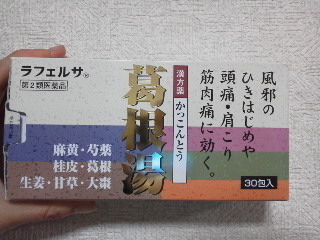 ラフェルサ®
第2類医薬品
漢方薬
かっこんとう
葛根湯
風邪の
ひきはじめや
頭痛・肩こり
筋肉痛に効く。
麻黄・芍薬
桂皮・葛根
生姜・甘草・大棗
30包入